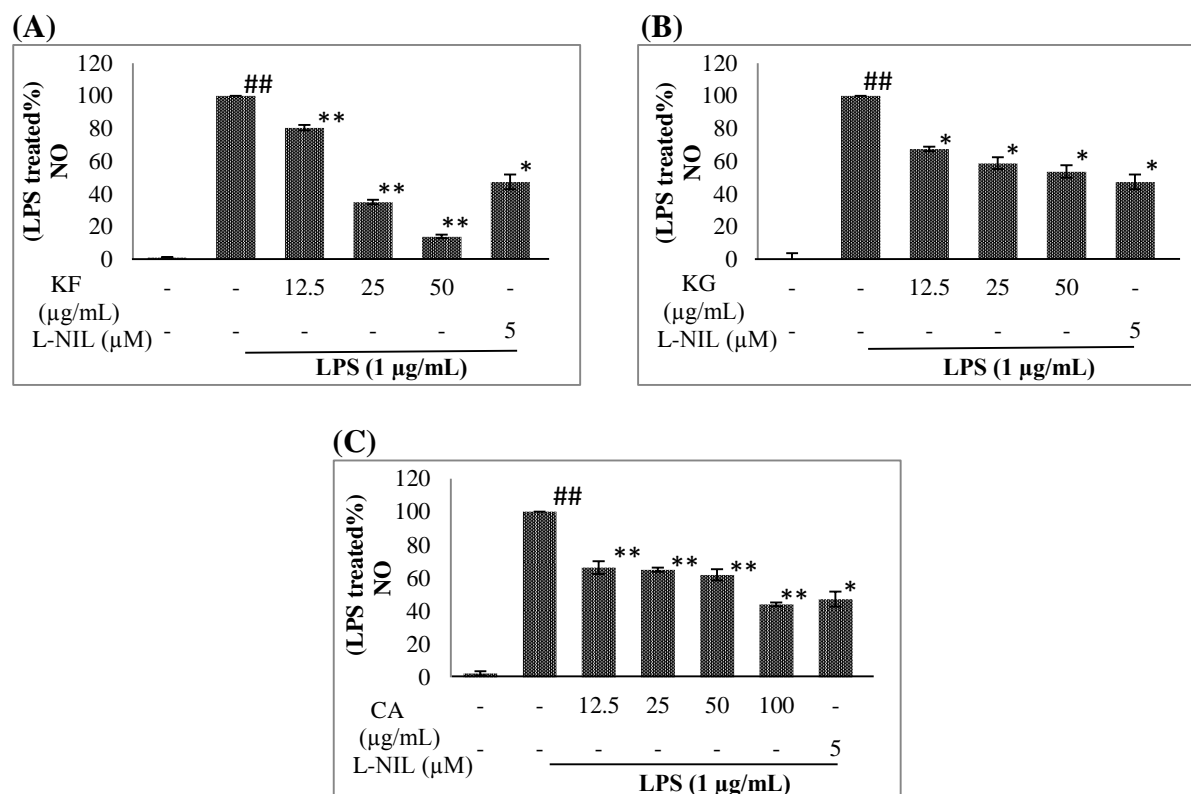 (A)
(LPS treated%)
NO
120
100
80
60
40
20
0
##
**
**
**
*
KF
(µg/mL)
- - 12.5 25 50 -
L-NIL (µM)
- - - - - 5
LPS (1 µg/mL)
(B)
(LPS treated%)
NO
120
100
80
60
40
20
0
##
*
*
*
*
KG
(µg/mL)
- - 12.5 25 50 -
L-NIL (µM)
- - - - - 5
LPS (1 µg/mL)
(C)
(LPS treated%)
NO
120
100
80
60
40
20
0
##
**
**
**
**
*
CA
(µg/mL)
- - 12.5 25 50 100 -
L-NIL (µM)
- - - - - - 5
LPS (1 µg/mL)